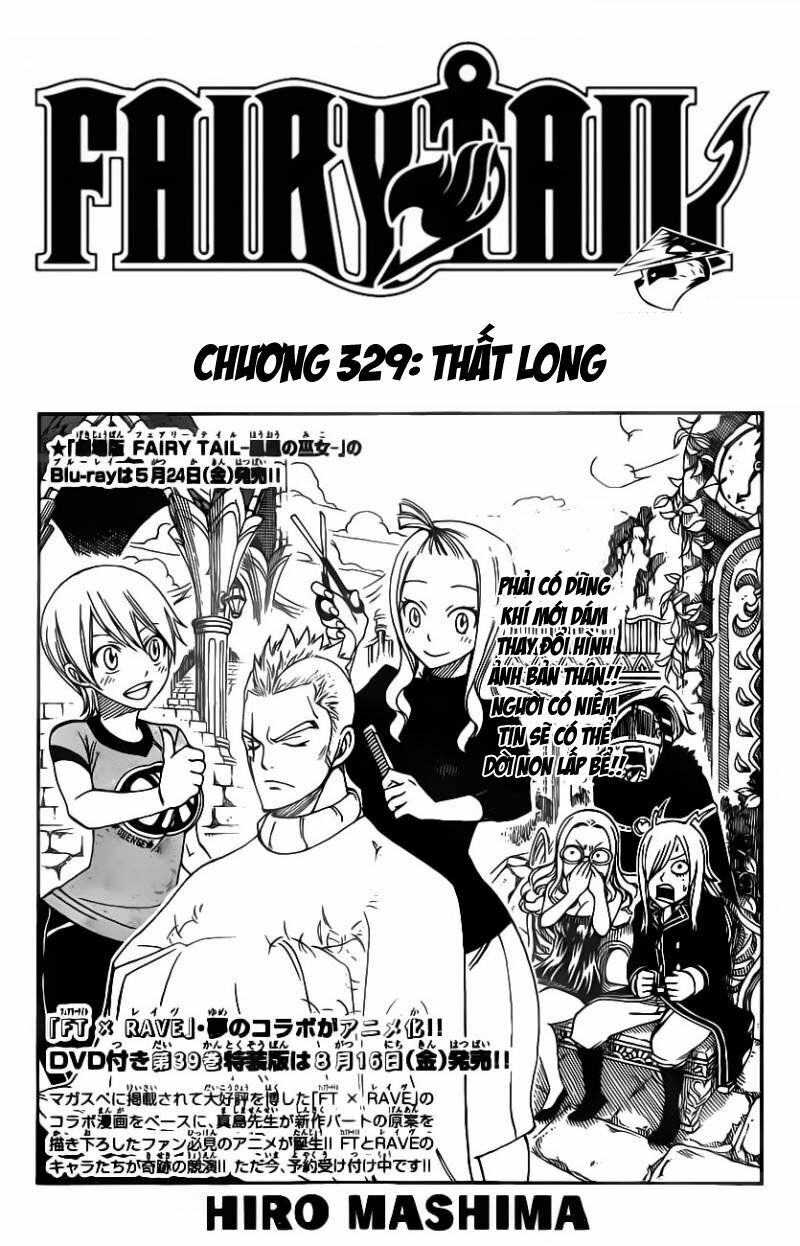 FAIRY TAIL
CHƯƠNG 329: THẤT LONG
★「劇場版 FAIRY TAIL-鳳凰の巫女-」の
Blu-rayは5月24日(金)発売!!
PHẢI CÓ DŨNG
KHÍ MỚI DÁM
THAY ĐỔI HÌNH
ẢNH BẢN THÂN!!
NGƯỜI CÓ NIỀM
TIN SẼ CÓ THỂ
DỜI NON LẤP BỂ!!
「FT × RAVE」・夢のコラボがアニメ化!!
DVD付き第39巻特装版は8月16日(金)発売!!
マガスペに掲載されて大好評を博した「FT × RAVE」の
コラボ漫画をベースに、真島先生が新作パートの原案を
描き下ろしたファン必見のアニメが誕生!! FTとRAVEの
キャラたちが奇跡の競演!! ただ今、予約受け付け中です!!
HIRO MASHIMA